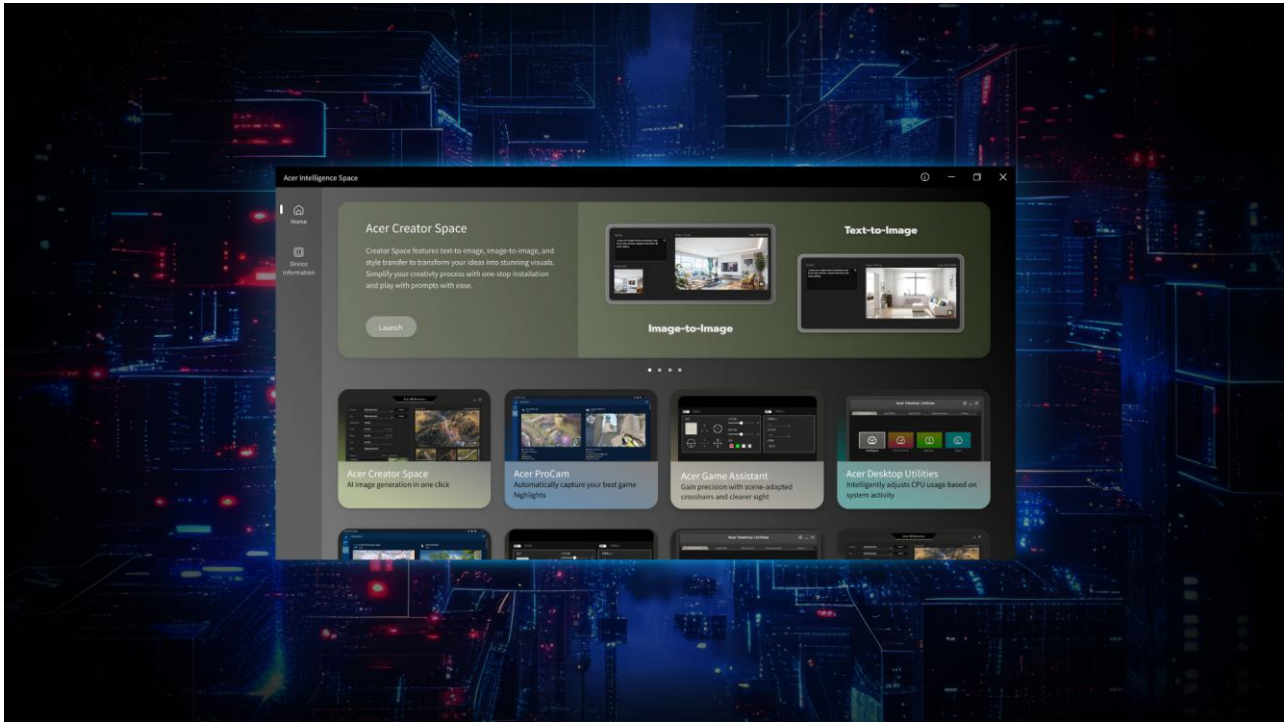 Acer Intelligence Space
Home
Device
Information
Acer Creator Space
Creator Space features text-to-image, image-to-image, and
style transfer to transform your ideas into stunning visuals.
Simplify your creativity process with one-stop installation
and play with prompts with ease.
Launch
Image-to-Image
Text-to-Image
Acer Creator Space
AI image generation in one click
Acer ProCam
Automatically capture your best game
highlights
Acer Game Assistant
Gain precision with scene-adapted
crosshairs and clearer sight
Acer Desktop Utilities
Acer Desktop Utilities
Intelligently adjusts CPU usage based on
system activity
Acer Desktop Utilities